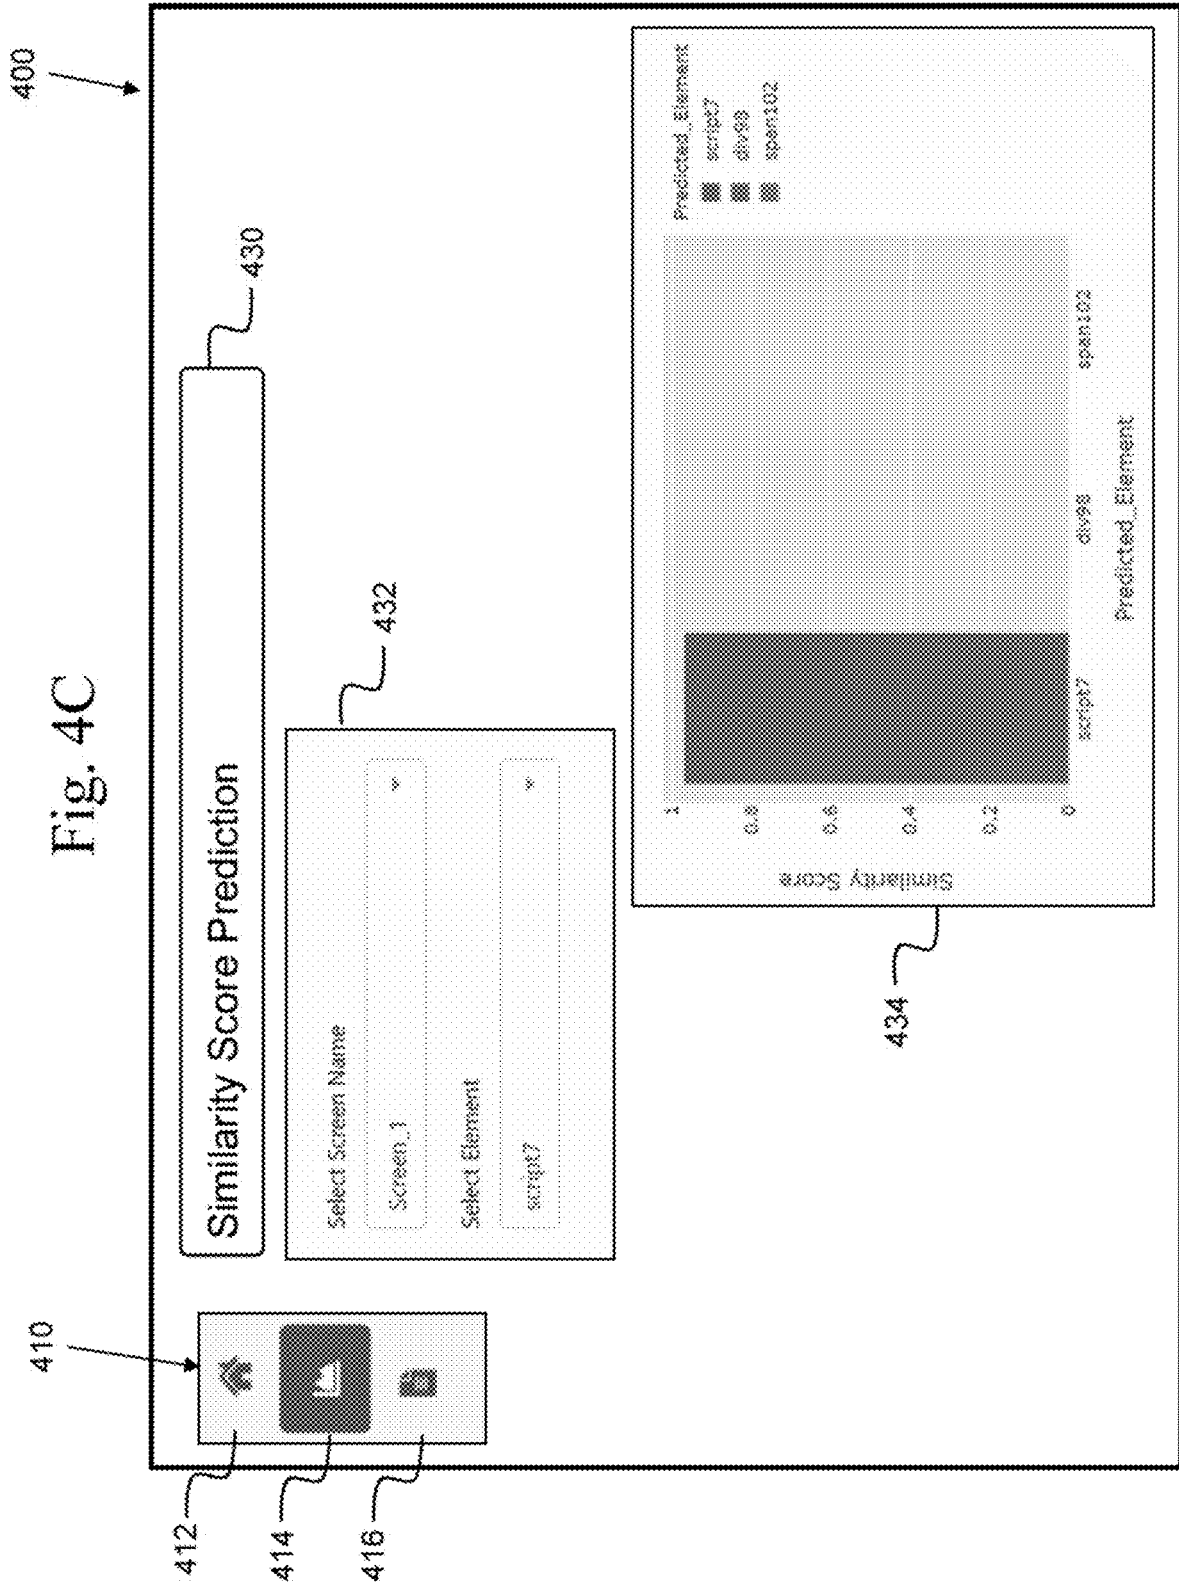 Fig. 4C
400
410
412
414
416
Similarity Score Prediction
430
Select Screen Name
Screen_1
Select Element
script7
432
434
Similarity Score
1
0.8
0.6
0.4
0.2
0
script7
div98
span102
Predicted_Element
Predicted_Element
script7
div98
span102